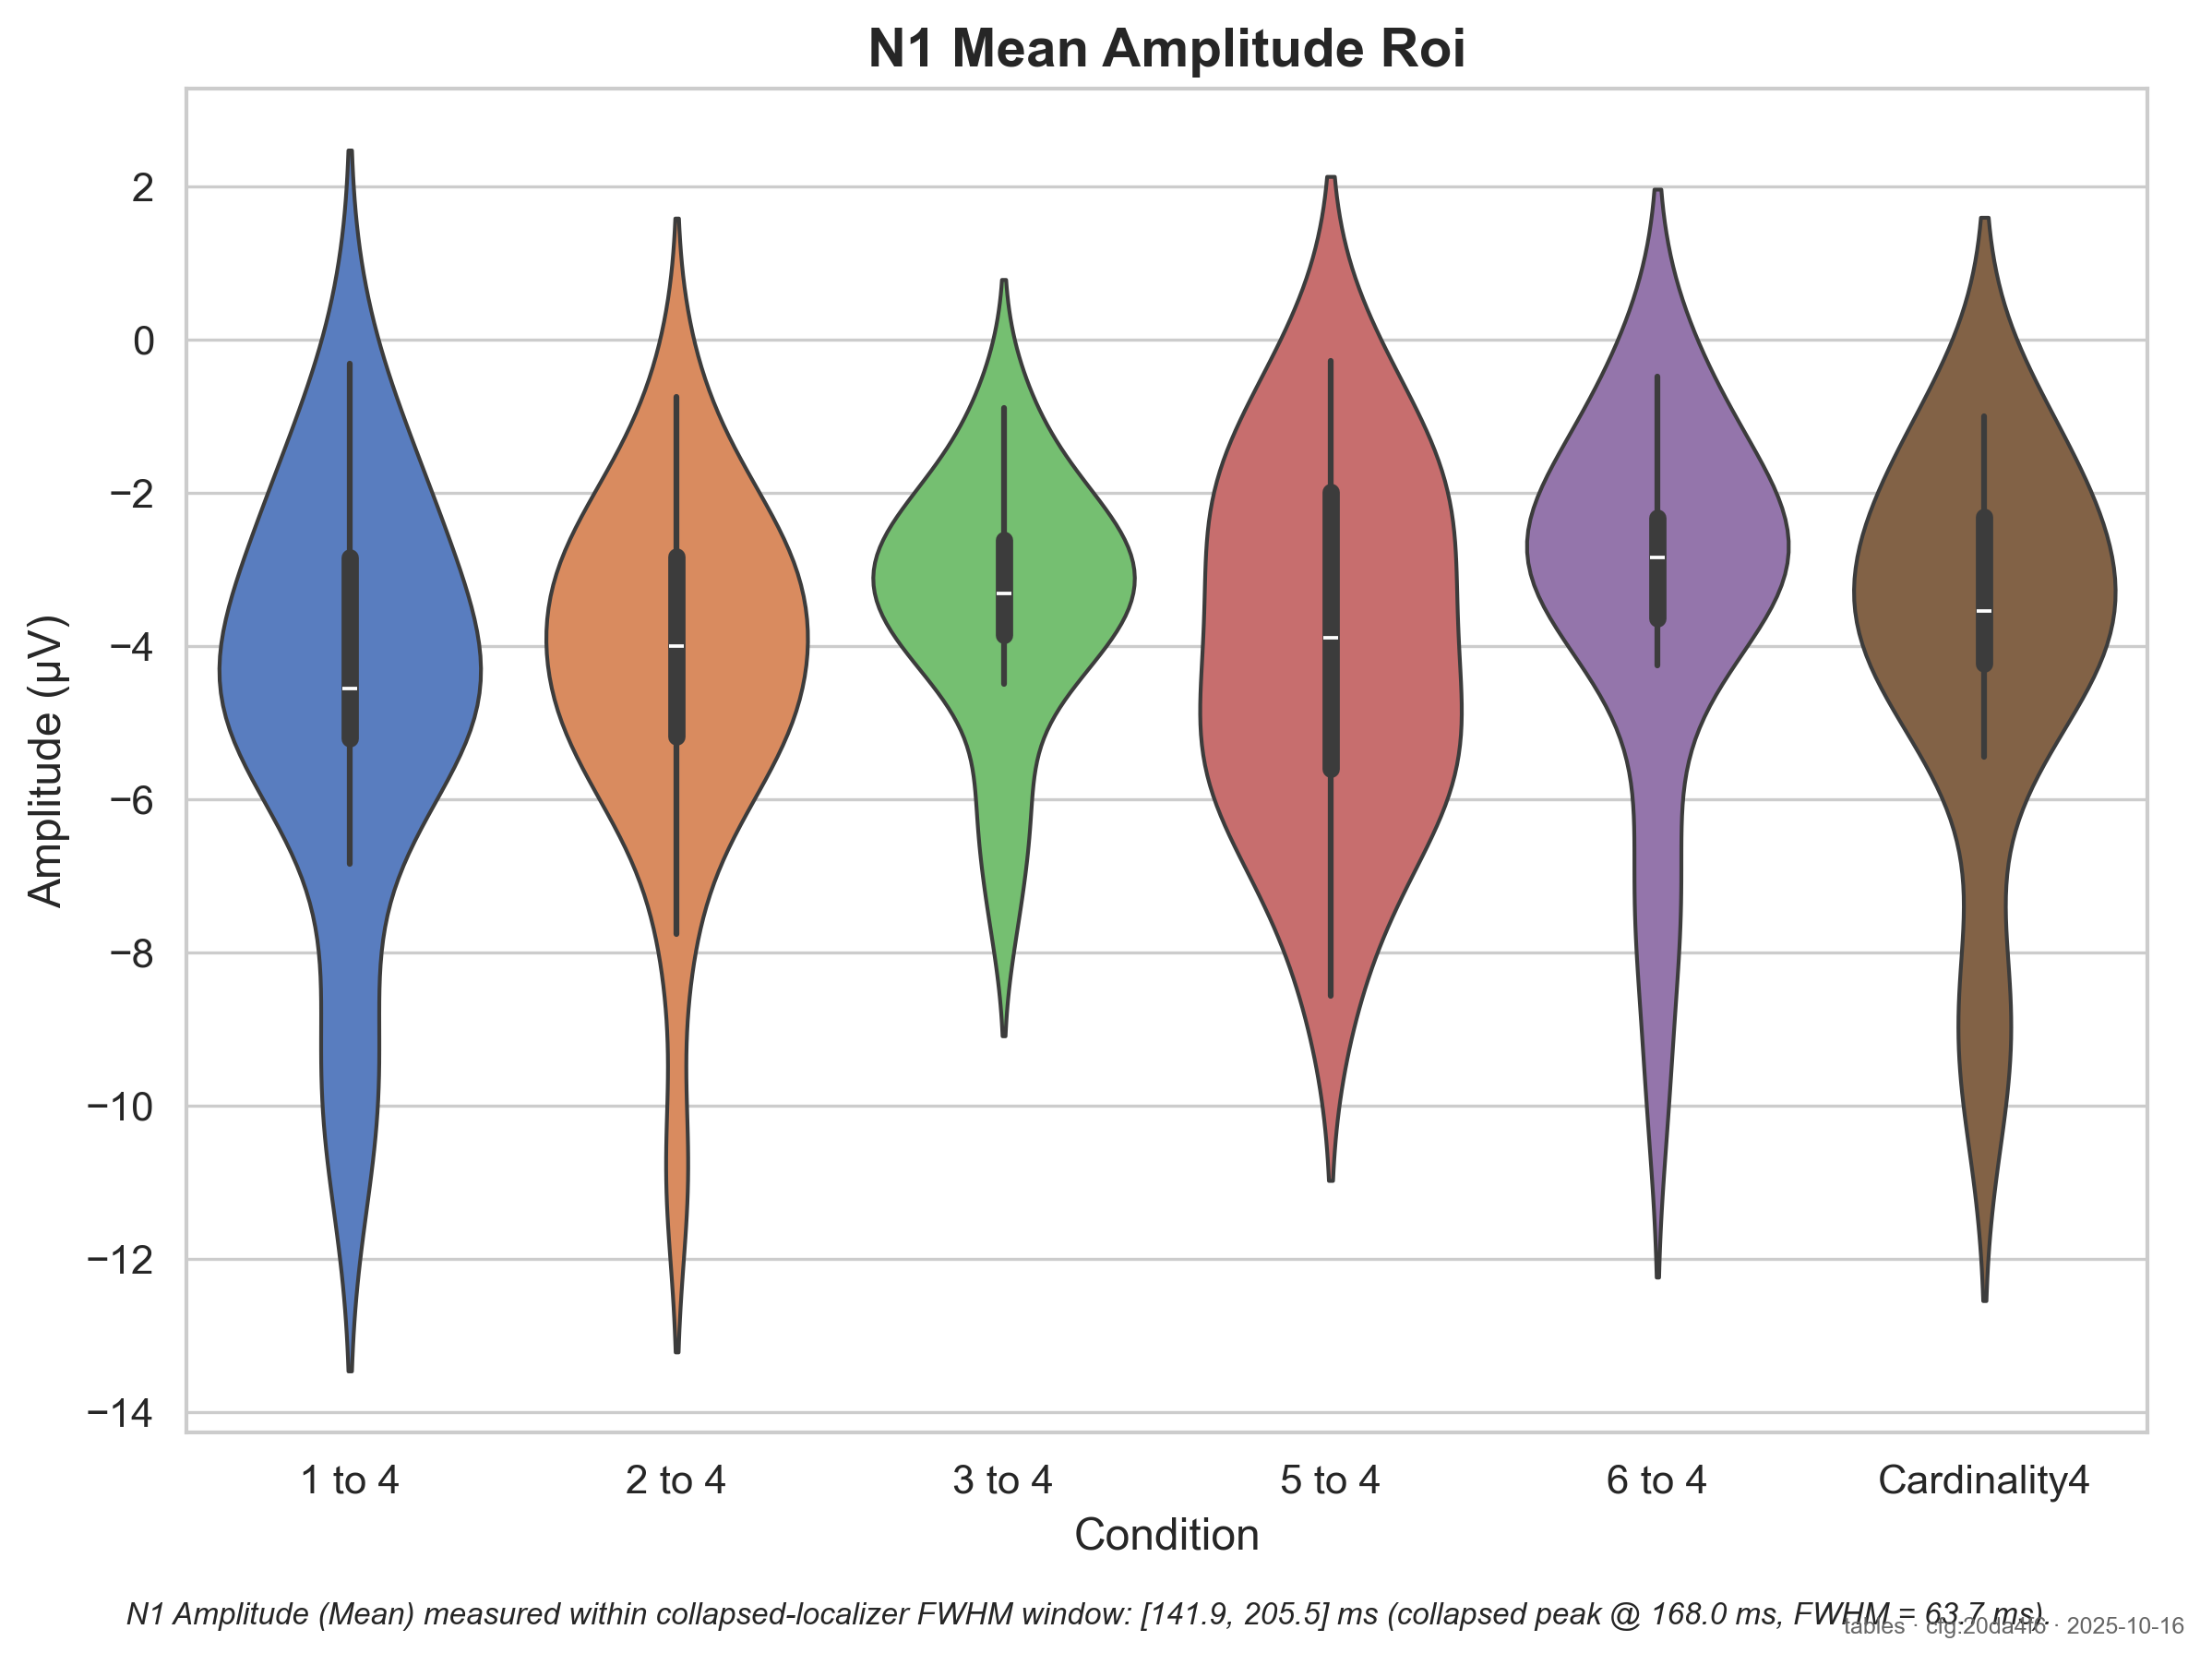 N1 Mean Amplitude Roi
Amplitude (µV)
2
0
−2
−4
−6
−8
−10
−12
−14
1 to 4 2 to 4 3 to 4 5 to 4 6 to 4 Cardinality4
Condition
N1 Amplitude (Mean) measured within collapsed-localizer FWHM window: [141.9, 205.5] ms (collapsed peak @ 168.0 ms, FWHM = 63.7 ms).
tables · cfg:20da4f6 · 2025-10-16